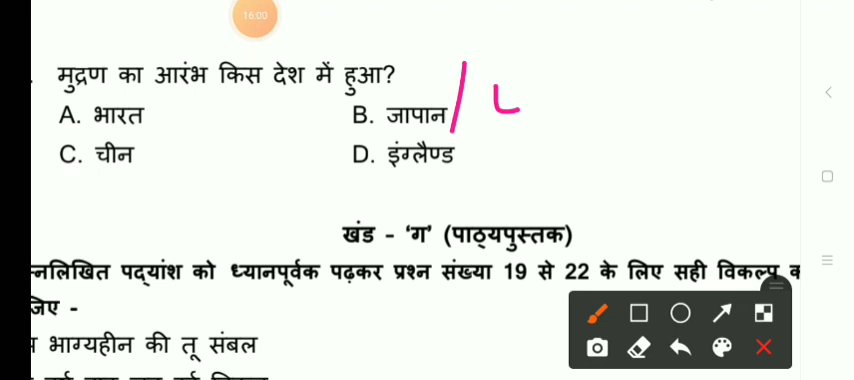 16:00
मुद्रण का आरंभ किस देश में हुआ?
A. भारत B. जापान
C. चीन D. इंग्लैण्ड
खंड - 'ग' (पाठ्यपुस्तक)
नलिखित पद्यांश को ध्यानपूर्वक पढ़कर प्रश्न संख्या 19 से 22 के लिए सही विकल्प
जिए -
भाग्यहीन की तू संबल